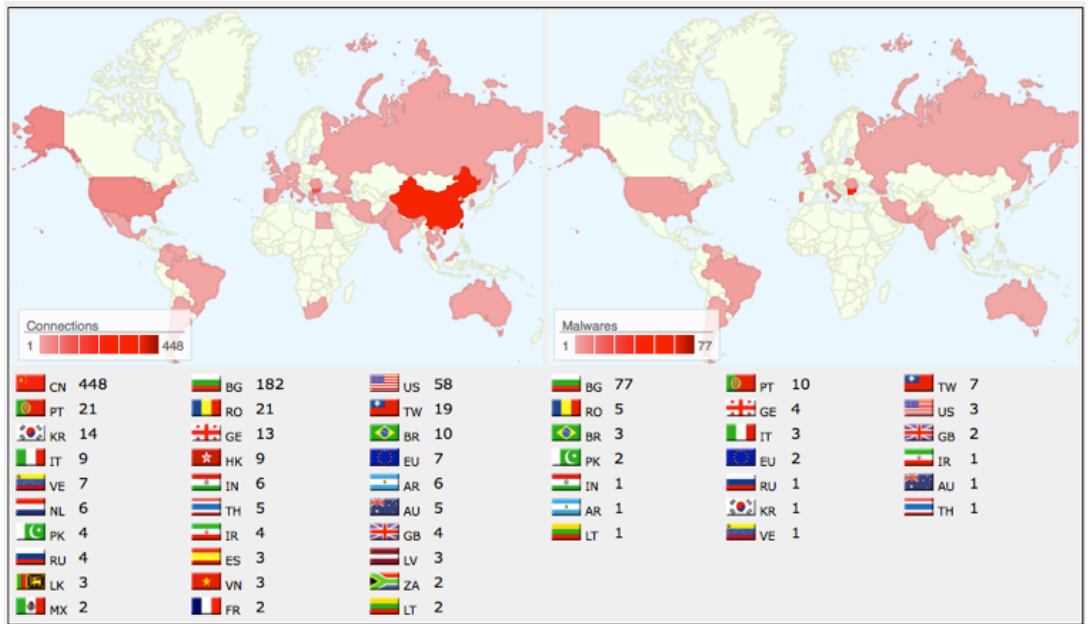 Connections
1 448
Malwares
1 77
CN 448 BG 182 US 58
PT 21 RO 21 TW 19
KR 14 GE 13 BR 10
IT 9 HK 9 EU 7
VE 7 IN 6 AR 6
NL 6 TH 5 AU 5
PK 4 IR 4 GB 4
RU 4 ES 3 LV 3
LK 3 VN 3 ZA 2
MX 2 FR 2 LT 2
BG 77 PT 10 TW 7
RO 5 GE 4 US 3
BR 3 IT 3 GB 2
PK 2 EU 2 IR 1
IN 1 RU 1 AU 1
AR 1 KR 1 TH 1
LT 1 VE 1